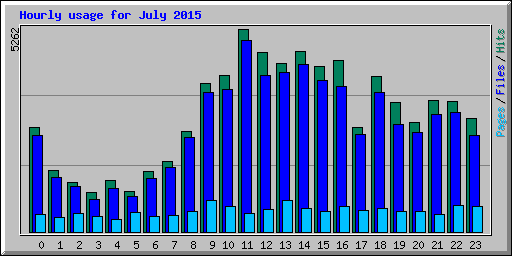 Hourly usage for July 2015
5262
Pages / Files / Hits
0 1 2 3 4 5 6 7 8 9 10 11 12 13 14 15 16 17 18 19 20 21 22 23